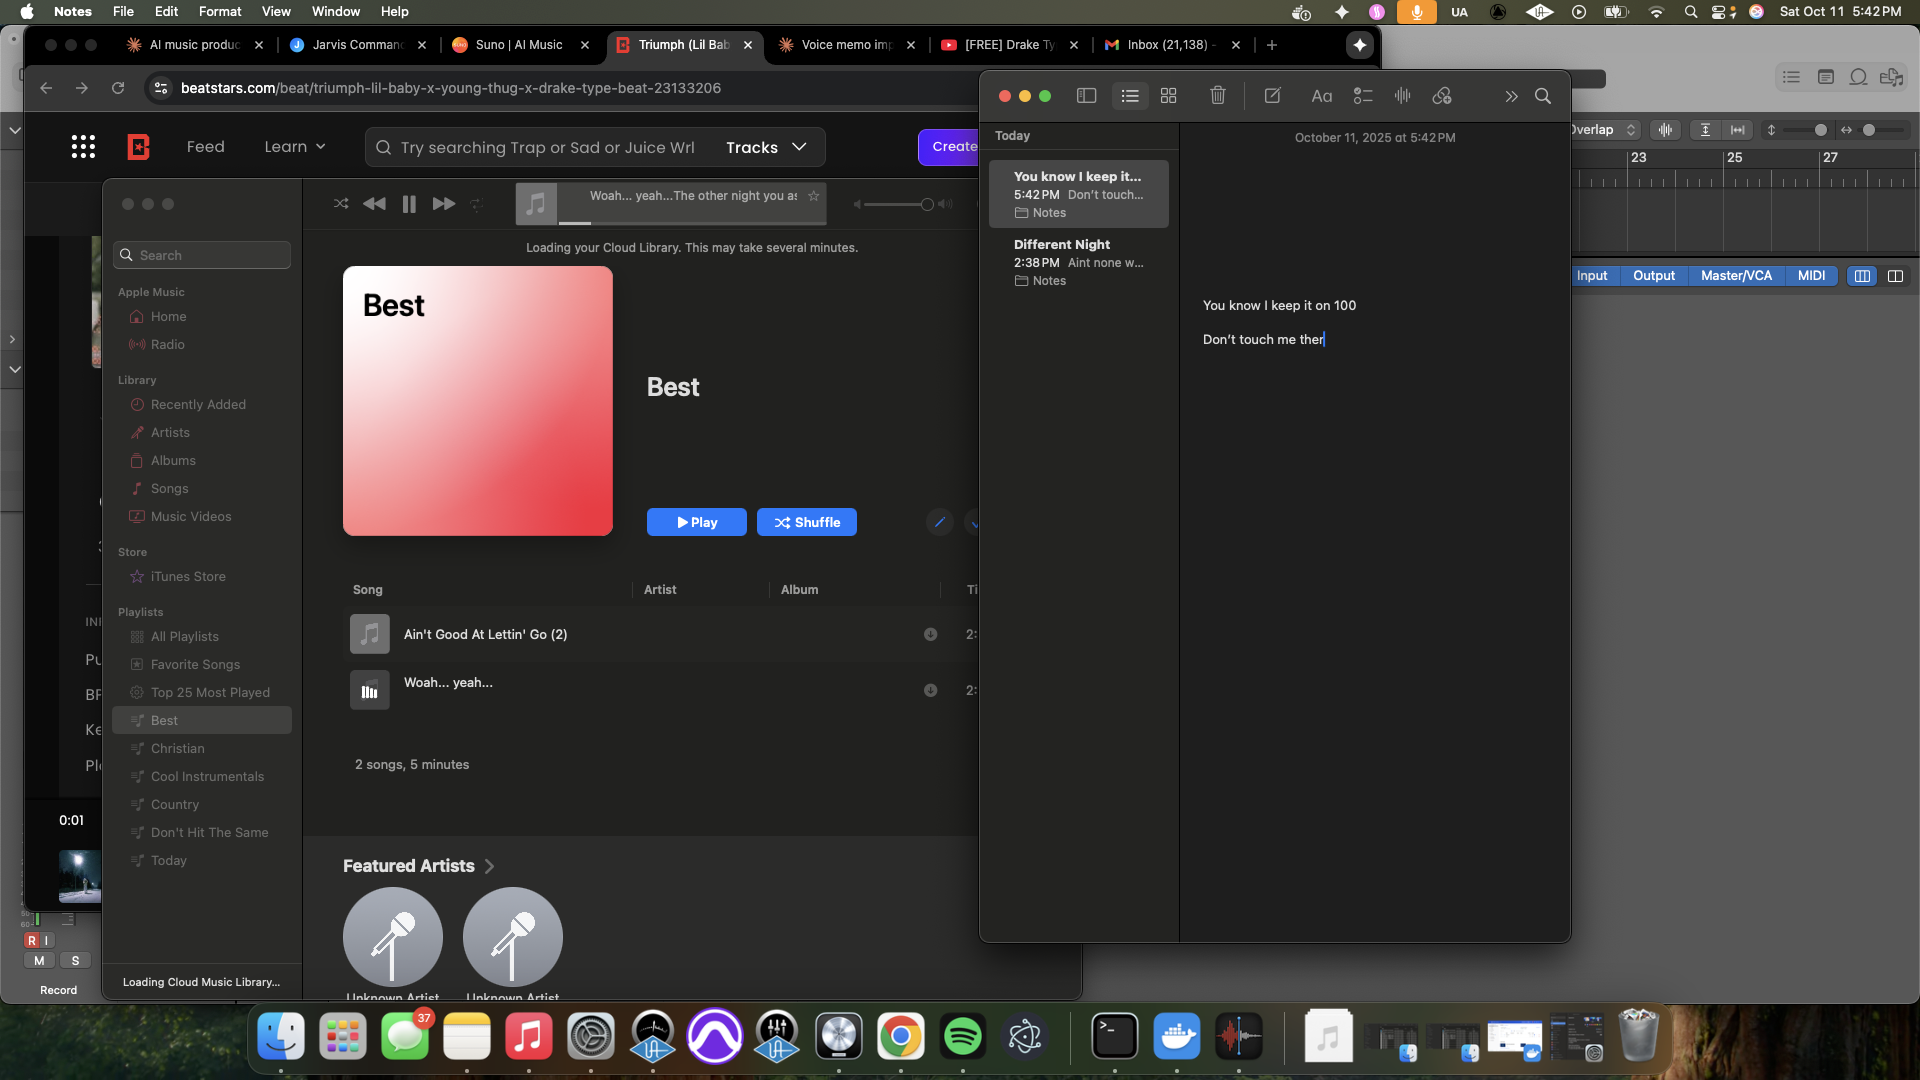 Notes File Edit Format View Window Help
UA
Sat Oct 11 5:42 PM
AI music produc
Jarvis Comman
Suno | AI Music
Triumph (Lil Bab
Voice memo imp
[FREE] Drake Ty
Inbox (21,138) -
beatstars.com/beat/triumph-lil-baby-x-young-thug-x-drake-type-beat-23133206
Feed
Learn
Try searching Trap or Sad or Juice Wrl
Tracks
Create
Woah... yeah...The other night you as
Loading your Cloud Library. This may take several minutes.
Search
Apple Music
Home
Radio
Library
Recently Added
Artists
Albums
Songs
Music Videos
Store
iTunes Store
Playlists
All Playlists
Favorite Songs
Top 25 Most Played
Best
Christian
Cool Instrumentals
Country
Don't Hit The Same
Today
Loading Cloud Music Library...
Best
Best
Play
Shuffle
Song Artist Album
Ain't Good At Lettin' Go (2)
2:
Woah... yeah...
2:
2 songs, 5 minutes
Featured Artists
Unknown Artist
Unknown Artist
0:01
R I
M S
Record
Aa
Today
You know I keep it...
5:42 PM Don't touch...
Notes
Different Night
2:38 PM Aint none w...
Notes
October 11, 2025 at 5:42 PM
You know I keep it on 100
Don't touch me ther
Overlap
23 25 27
Input Output Master/VCA MIDI
37